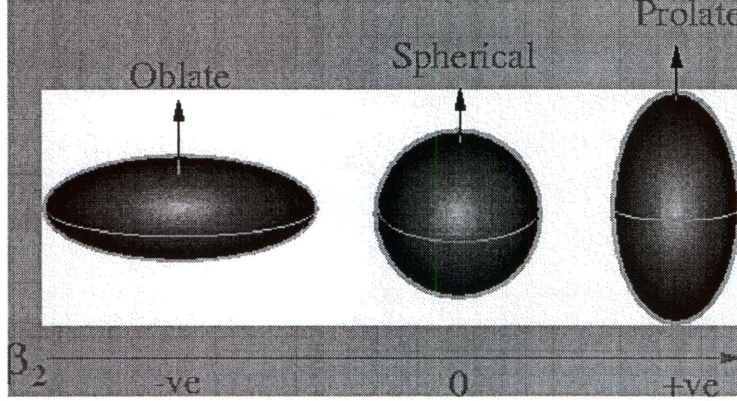 Prolate
Spherical
Oblate
β₂
-ve 0 +ve